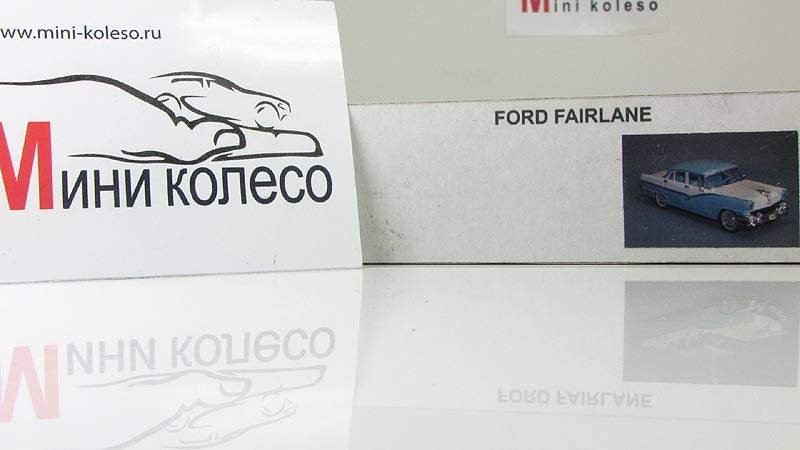 www.mini-koleso.ru
Мини колесо
Mini koleso
FORD FAIRLANE